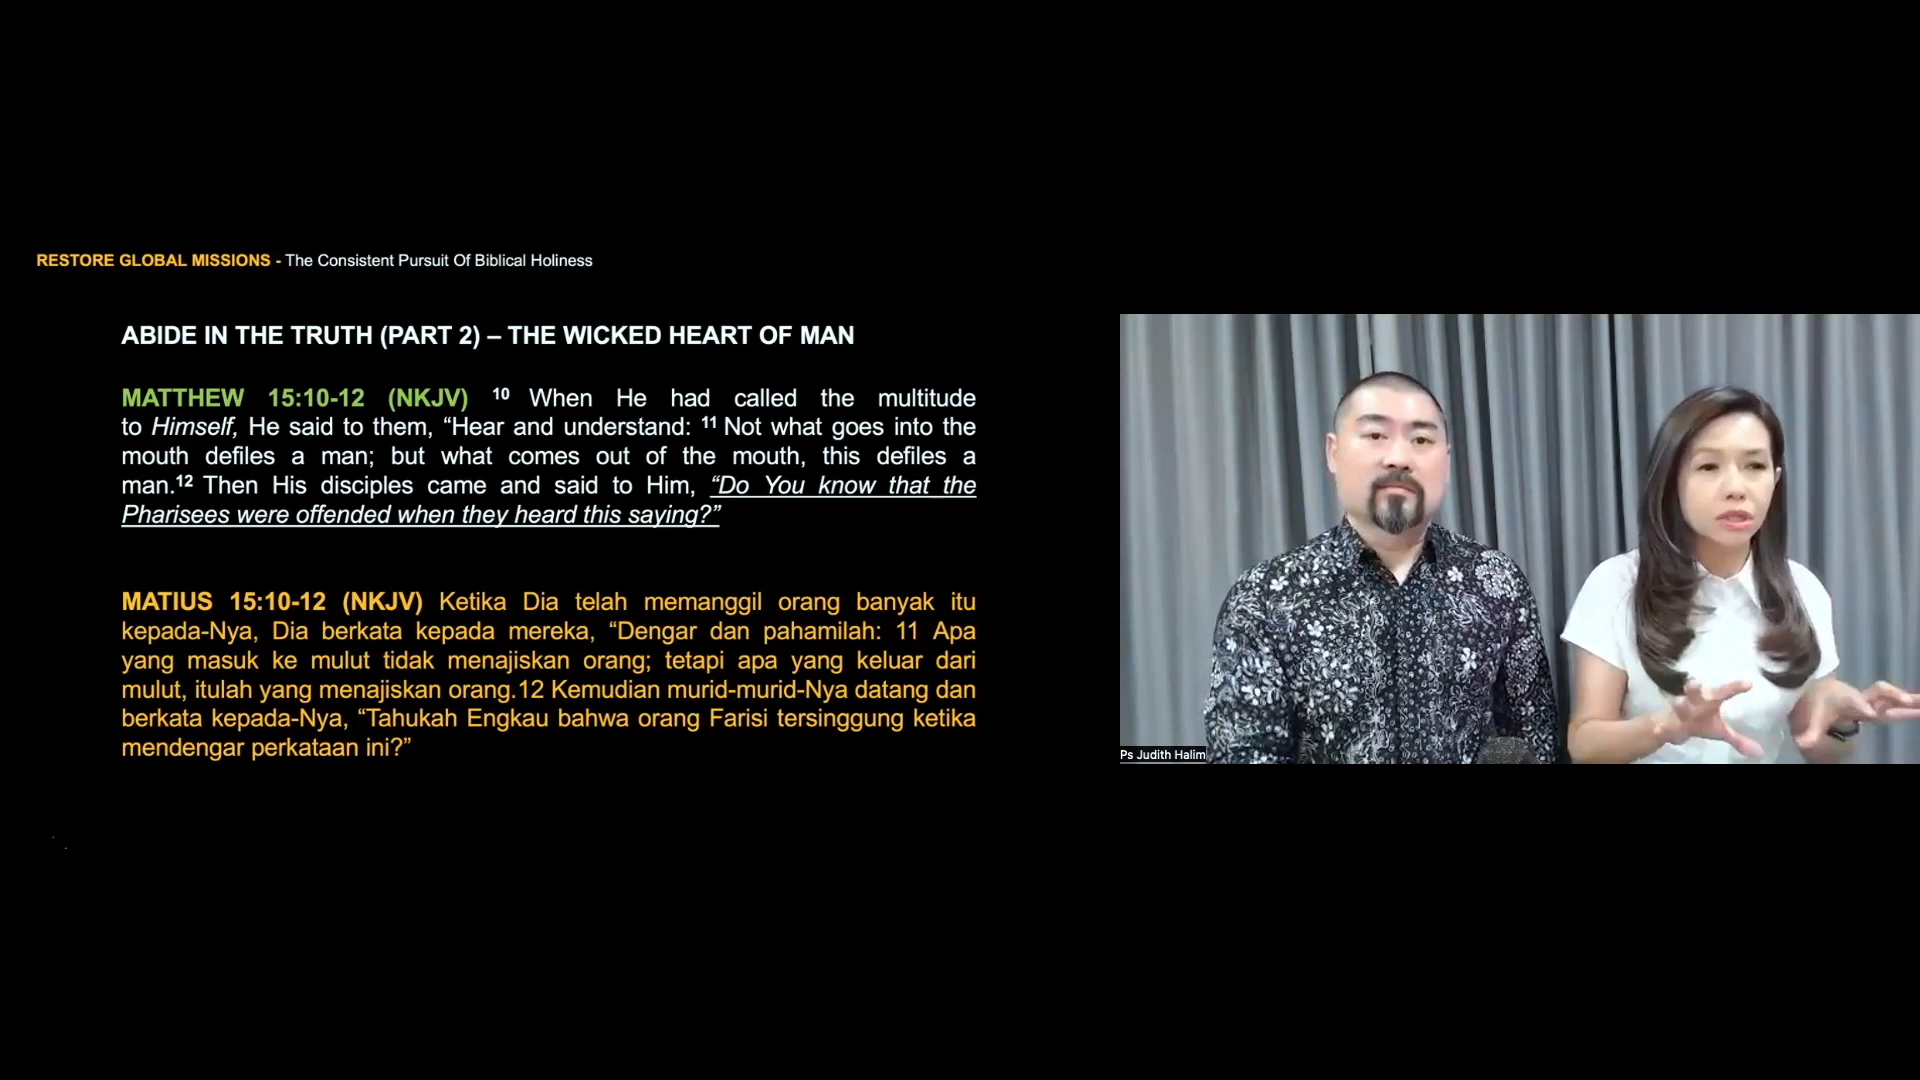 RESTORE GLOBAL MISSIONS - The Consistent Pursuit Of Biblical Holiness
ABIDE IN THE TRUTH (PART 2) – THE WICKED HEART OF MAN
MATTHEW 15:10-12 (NKJV) 10 When He had called the multitude
to Himself, He said to them, “Hear and understand: 11 Not what goes into the
mouth defiles a man; but what comes out of the mouth, this defiles a
man.12 Then His disciples came and said to Him, “Do You know that the
Pharisees were offended when they heard this saying?”
MATIUS 15:10-12 (NKJV) Ketika Dia telah memanggil orang banyak itu
kepada-Nya, Dia berkata kepada mereka, “Dengar dan pahamilah: 11 Apa
yang masuk ke mulut tidak menajiskan orang; tetapi apa yang keluar dari
mulut, itulah yang menajiskan orang.12 Kemudian murid-murid-Nya datang dan
berkata kepada-Nya, “Tahukah Engkau bahwa orang Farisi tersinggung ketika
mendengar perkataan ini?”
Ps Judith Halim